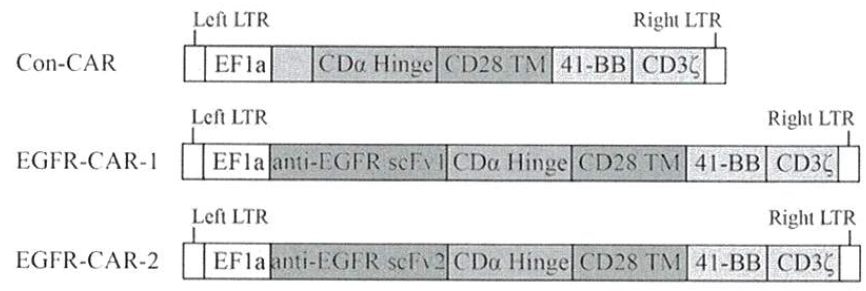 Left LTR Right LTR
Con-CAR EF1a CDα Hinge CD28 TM 41-BB CD3ζ
Left LTR Right LTR
EGFR-CAR-1 EF1a anti-EGFR scFv1 CDα Hinge CD28 TM 41-BB CD3ζ
Left LTR Right LTR
EGFR-CAR-2 EF1a anti-EGFR scFv2 CDα Hinge CD28 TM 41-BB CD3ζ